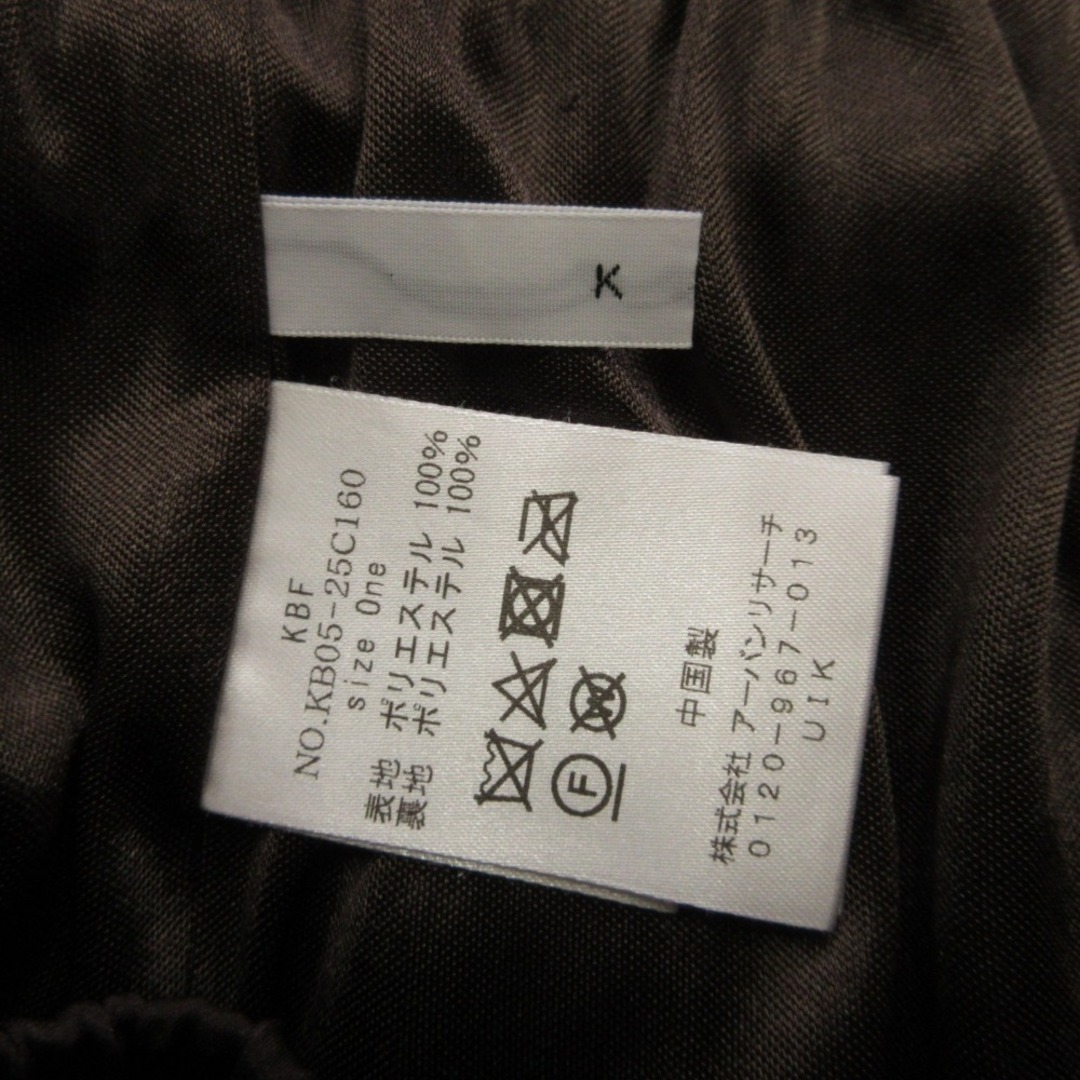 K
KBF
NO.KB05-25C160
size One
表地 ポリエステル 100%
裏地 ポリエステル 100%
F W
中国製
株式会社 アーバンリサーチ
0120-967-013
UIK